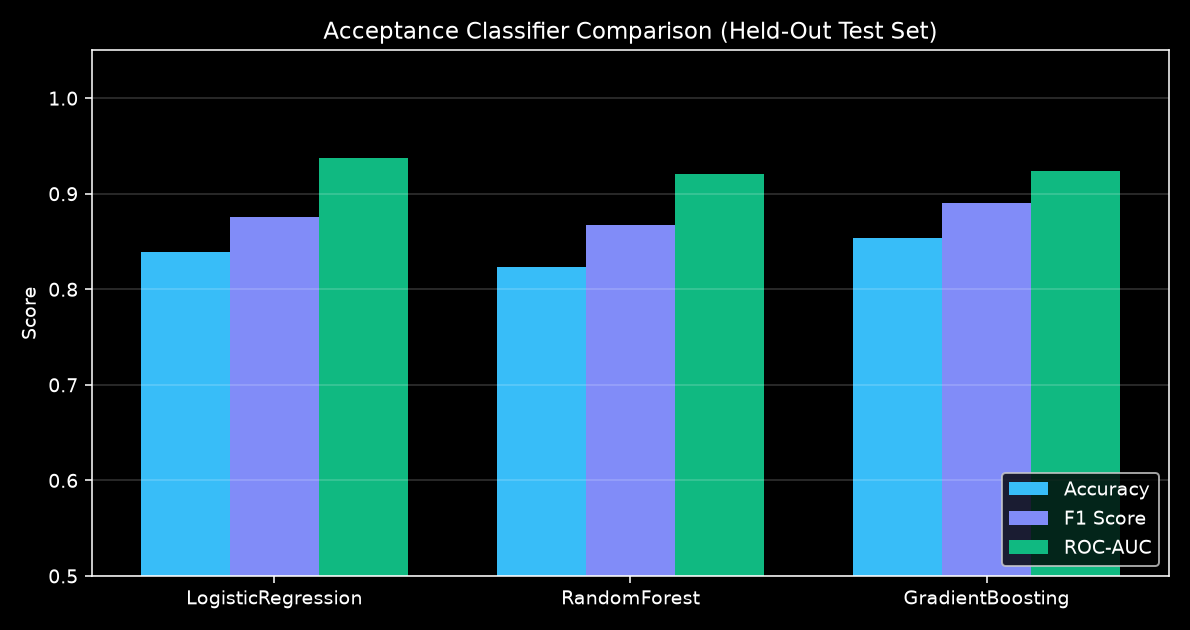 Acceptance Classifier Comparison (Held-Out Test Set)
Score
1.0
0.9
0.8
0.7
0.6
0.5
LogisticRegression
RandomForest
GradientBoosting
Accuracy
F1 Score
ROC-AUC